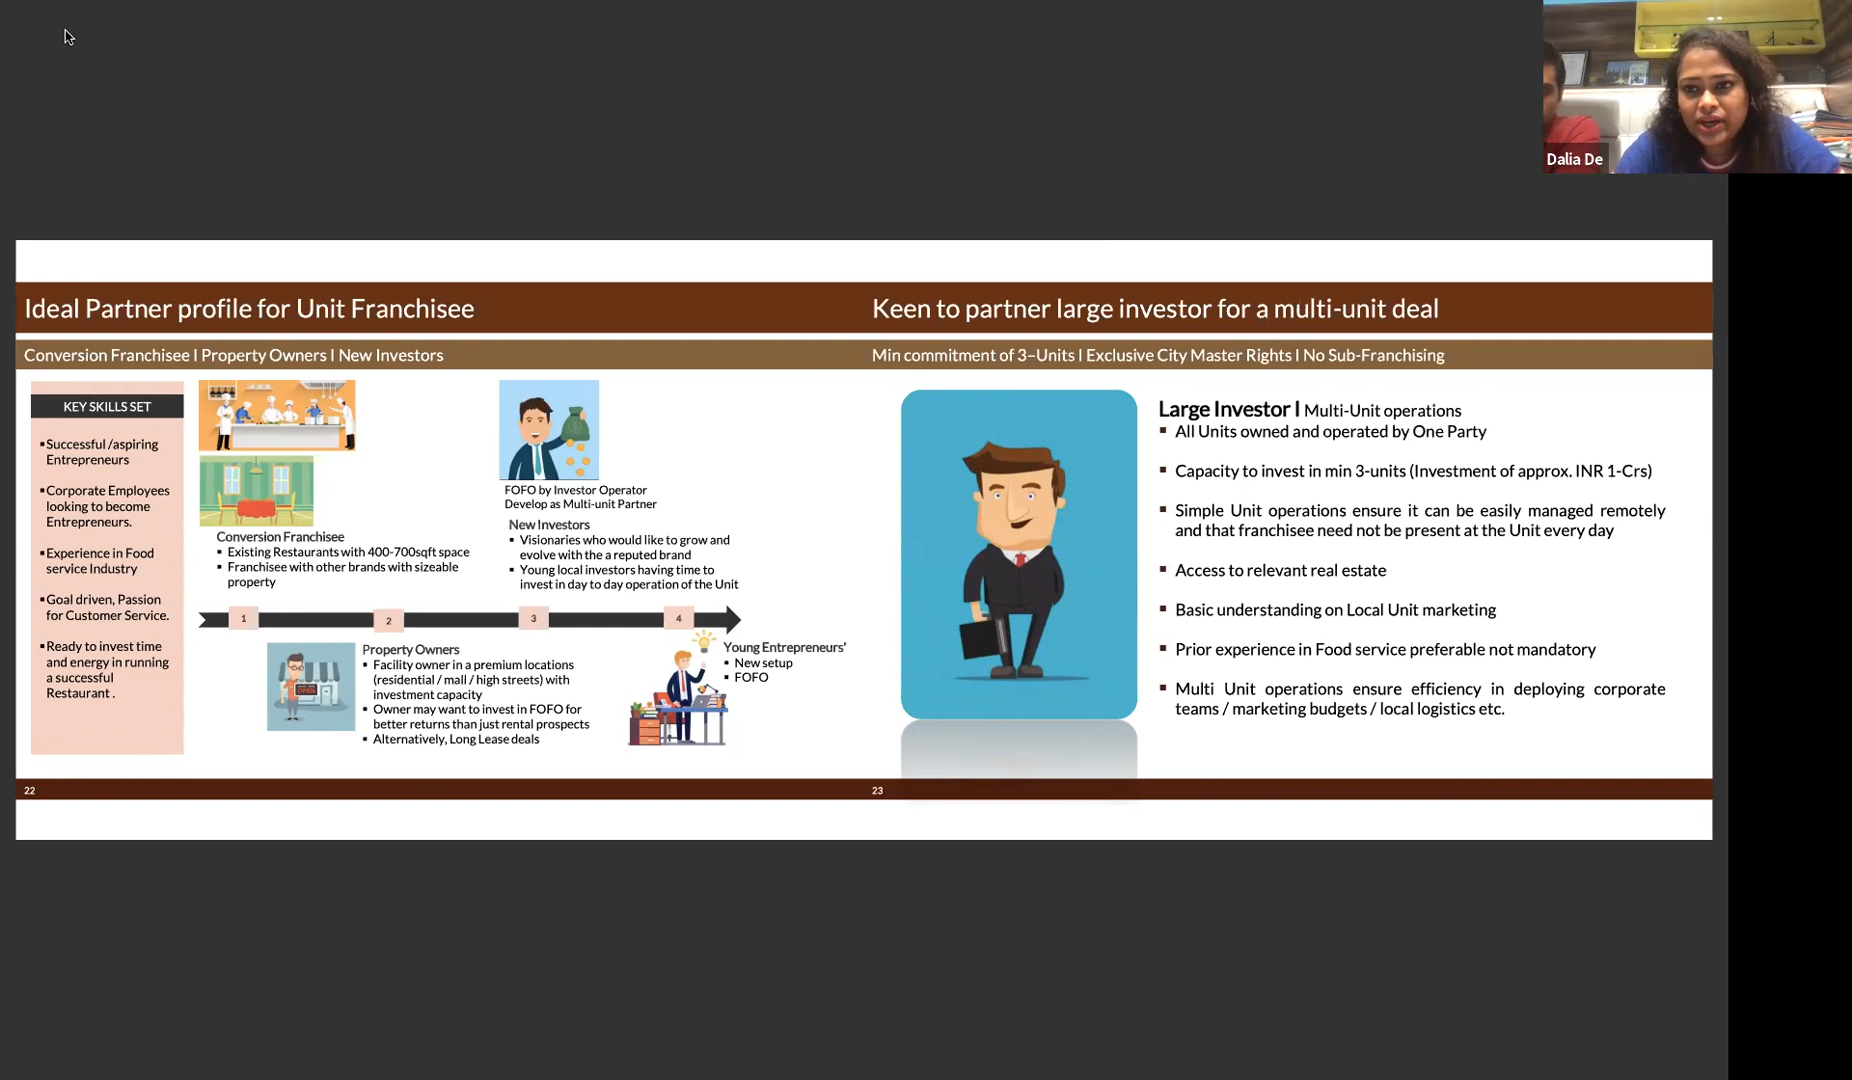 Dalia De
Ideal Partner profile for Unit Franchisee
Conversion Franchisee I Property Owners I New Investors
KEY SKILLS SET
▪Successful /aspiring
Entrepreneurs
▪Corporate Employees
looking to become
Entrepreneurs.
▪Experience in Food
service Industry
▪Goal driven, Passion
for Customer Service.
▪Ready to invest time
and energy in running
a successful
Restaurant .
Conversion Franchisee
▪ Existing Restaurants with 400-700sqft space
▪ Franchisee with other brands with sizeable
property
FOFO by Investor Operator
Develop as Multi-unit Partner
New Investors
▪ Visionaries who would like to grow and
evolve with the a reputed brand
▪ Young local investors having time to
invest in day to day operation of the Unit
1
2
3
4
OPEN
Property Owners
▪ Facility owner in a premium locations
(residential / mall / high streets) with
investment capacity
▪ Owner may want to invest in FOFO for
better returns than just rental prospects
▪ Alternatively, Long Lease deals
Young Entrepreneurs'
▪ New setup
▪ FOFO
22
Keen to partner large investor for a multi-unit deal
Min commitment of 3–Units I Exclusive City Master Rights I No Sub-Franchising
Large Investor I Multi-Unit operations
▪ All Units owned and operated by One Party
▪ Capacity to invest in min 3-units (Investment of approx. INR 1-Crs)
▪ Simple Unit operations ensure it can be easily managed remotely
and that franchisee need not be present at the Unit every day
▪ Access to relevant real estate
▪ Basic understanding on Local Unit marketing
▪ Prior experience in Food service preferable not mandatory
▪ Multi Unit operations ensure efficiency in deploying corporate
teams / marketing budgets / local logistics etc.
23